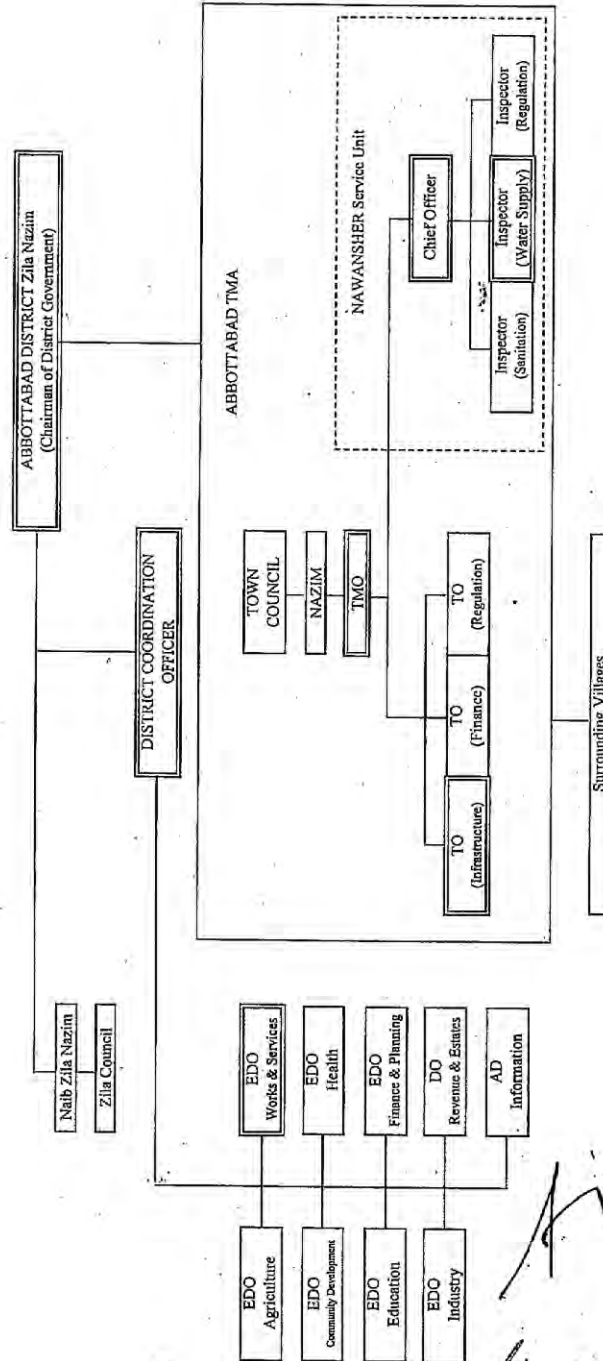 ABBOTTABAD DISTRICT Zila Nazim
(Chairman of District Government)
Naib Zila Nazim
Zila Council
DISTRICT COORDINATION
OFFICER
EDO
Agriculture
EDO
Works & Services
EDO
Community Development
EDO
Health
EDO
Education
EDO
Finance & Planning
EDO
Industry
DO
Revenue & Estates
AD
Information
ABBOTTABAD TMA
TOWN
COUNCIL
NAZIM
TMO
TO
(Infrastructure)
TO
(Finance)
TO
(Regulation)
NAWANSHER Service Unit
Chief Officer
Inspector
(Sanitation)
Inspector
(Water Supply)
Inspector
(Regulation)
Surrounding Villages